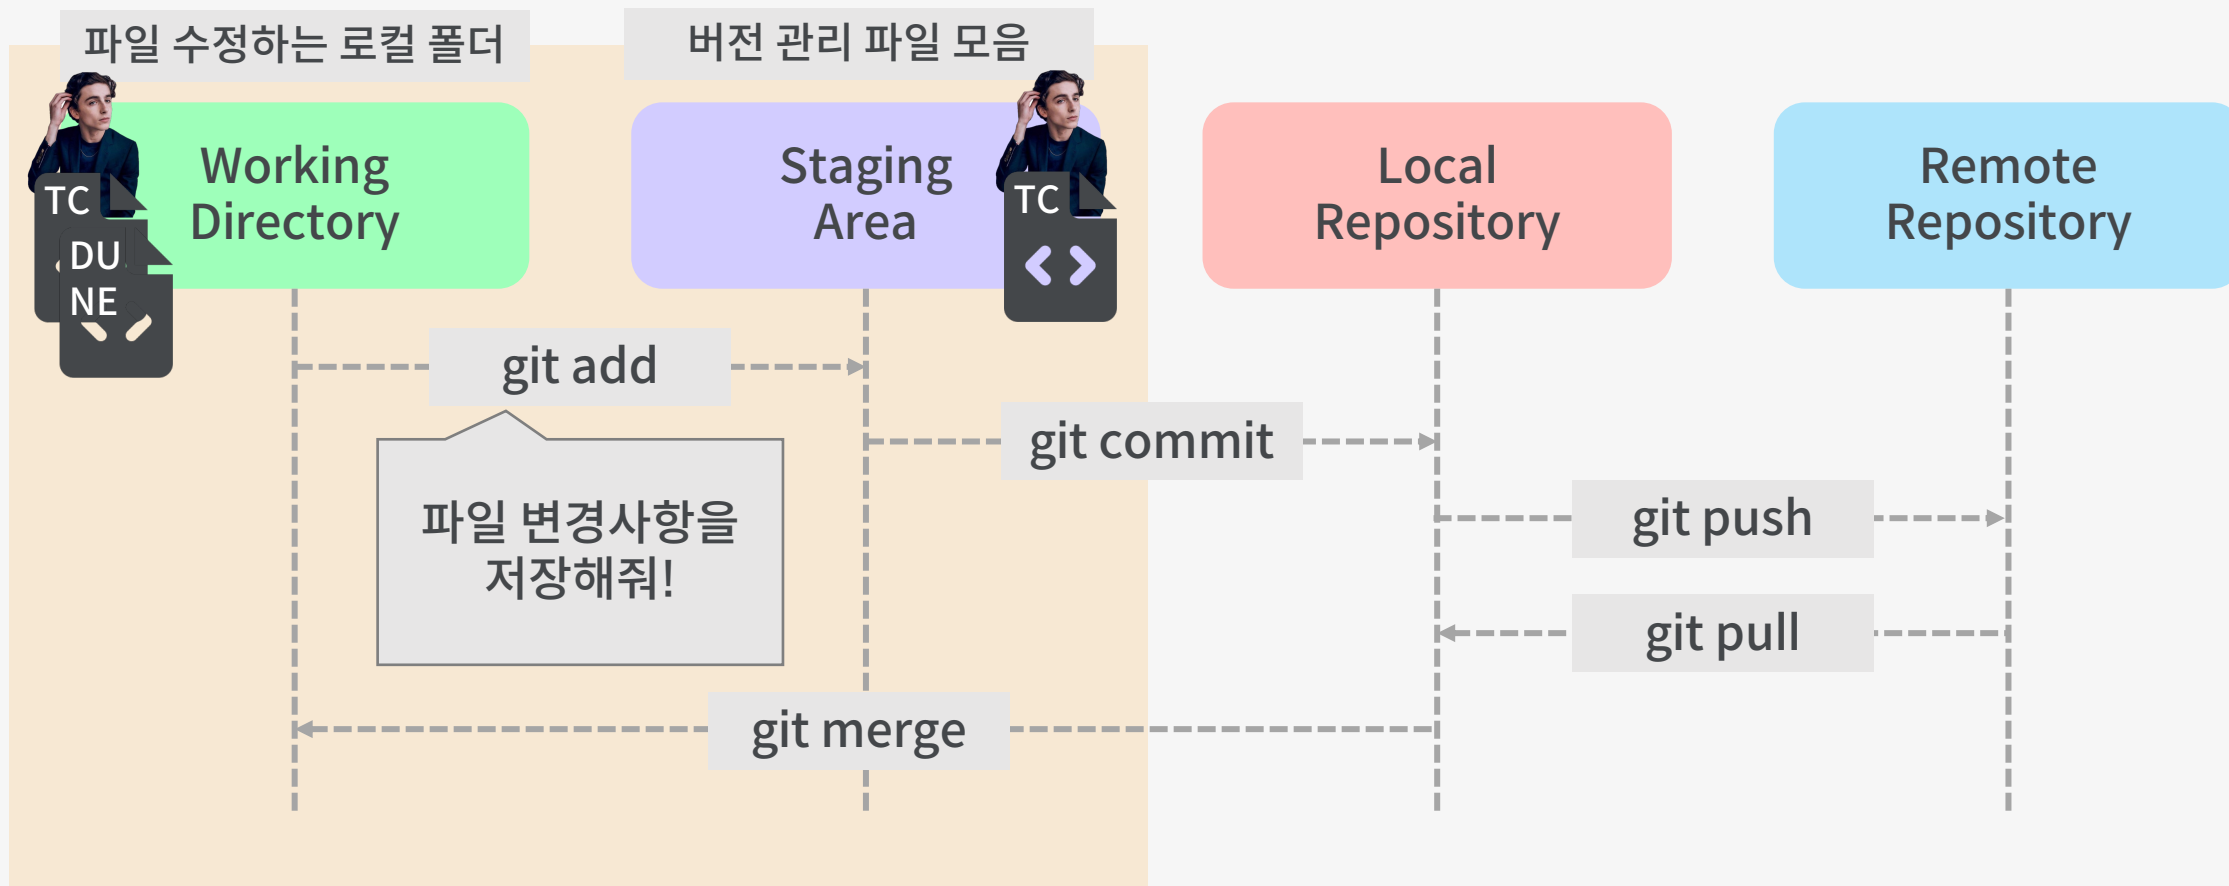 파일 수정하는 로컬 폴더
버전 관리 파일 모음
Working
Directory
Staging
Area
Local
Repository
Remote
Repository
TC
DU
NE
TC
git add
git commit
파일 변경사항을
저장해줘!
git push
git pull
git merge